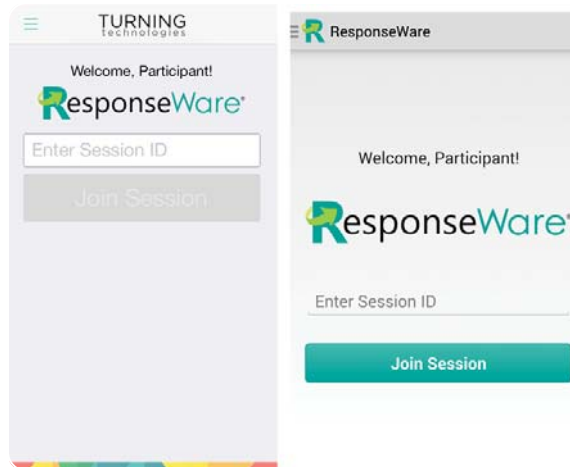 TURNING
technologies
Welcome, Participant!
ResponseWare
Enter Session ID
Join Session
ResponseWare
Welcome, Participant!
ResponseWare
Enter Session ID
Join Session